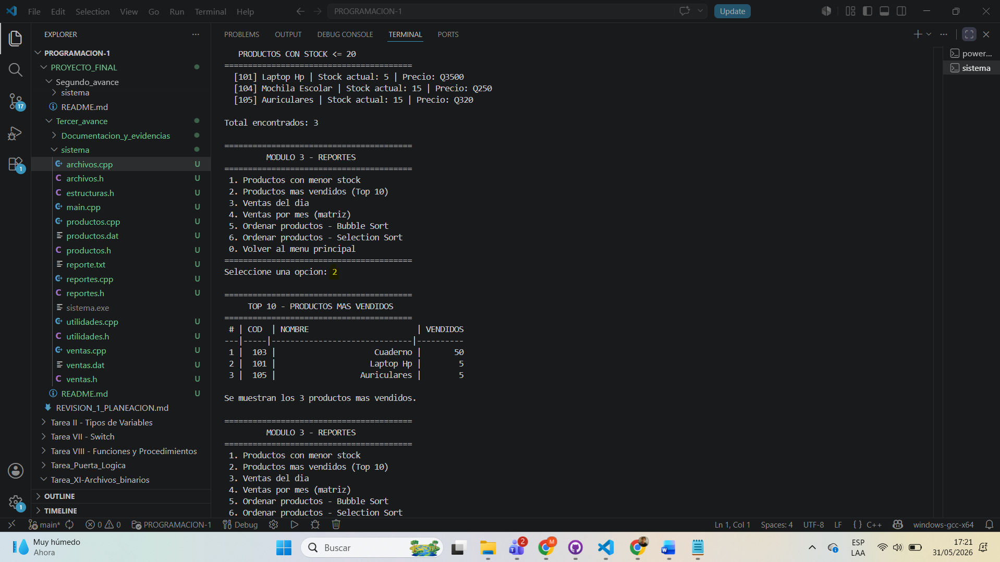 File Edit Selection View Go Run Terminal Help
PROGRAMACION-1
Update
EXPLORER
PROGRAMACION-1
PROYECTO_FINAL
Segundo_avance
sistema
README.md
Tercer_avance
Documentacion_y_evidencias
sistema
archivos.cpp U
archivos.h U
estructuras.h U
main.cpp U
productos.cpp U
productos.dat U
productos.h U
reporte.txt U
reportes.cpp U
reportes.h U
sistema.exe
utilidades.cpp U
utilidades.h U
ventas.cpp U
ventas.dat U
ventas.h U
README.md U
REVISION_1_PLANEACION.md
Tarea II - Tipos de Variables
Tarea VII - Switch
Tarea VIII - Funciones y Procedimientos
Tarea_Puerta_Logica
Tarea_XI-Archivos_binarios
OUTLINE
TIMELINE
17
1
1
PROBLEMS OUTPUT DEBUG CONSOLE TERMINAL PORTS
power...
sistema
PRODUCTOS CON STOCK <= 20
========================================
[101] Laptop Hp | Stock actual: 5 | Precio: Q3500
[104] Mochila Escolar | Stock actual: 15 | Precio: Q250
[105] Auriculares | Stock actual: 15 | Precio: Q320
Total encontrados: 3
========================================
MODULO 3 - REPORTES
========================================
1. Productos con menor stock
2. Productos mas vendidos (Top 10)
3. Ventas del dia
4. Ventas por mes (matriz)
5. Ordenar productos - Bubble Sort
6. Ordenar productos - Selection Sort
0. Volver al menu principal
========================================
Seleccione una opcion: 2
========================================
TOP 10 - PRODUCTOS MAS VENDIDOS
========================================
# | COD | NOMBRE | VENDIDOS
---|-----|------------------------------|----------
1 | 103 | Cuaderno | 50
2 | 101 | Laptop Hp | 5
3 | 105 | Auriculares | 5
Se muestran los 3 productos mas vendidos.
========================================
MODULO 3 - REPORTES
========================================
1. Productos con menor stock
2. Productos mas vendidos (Top 10)
3. Ventas del dia
4. Ventas por mes (matriz)
5. Ordenar productos - Bubble Sort
6. Ordenar productos - Selection Sort
main* 0 0 PROGRAMACION-1 Debug
Ln 1, Col 1 Spaces: 4 UTF-8 LF {} C++ windows-gcc-x64
Muy húmedo
Ahora
Buscar
2
ESP
LAA
17:21
31/05/2026